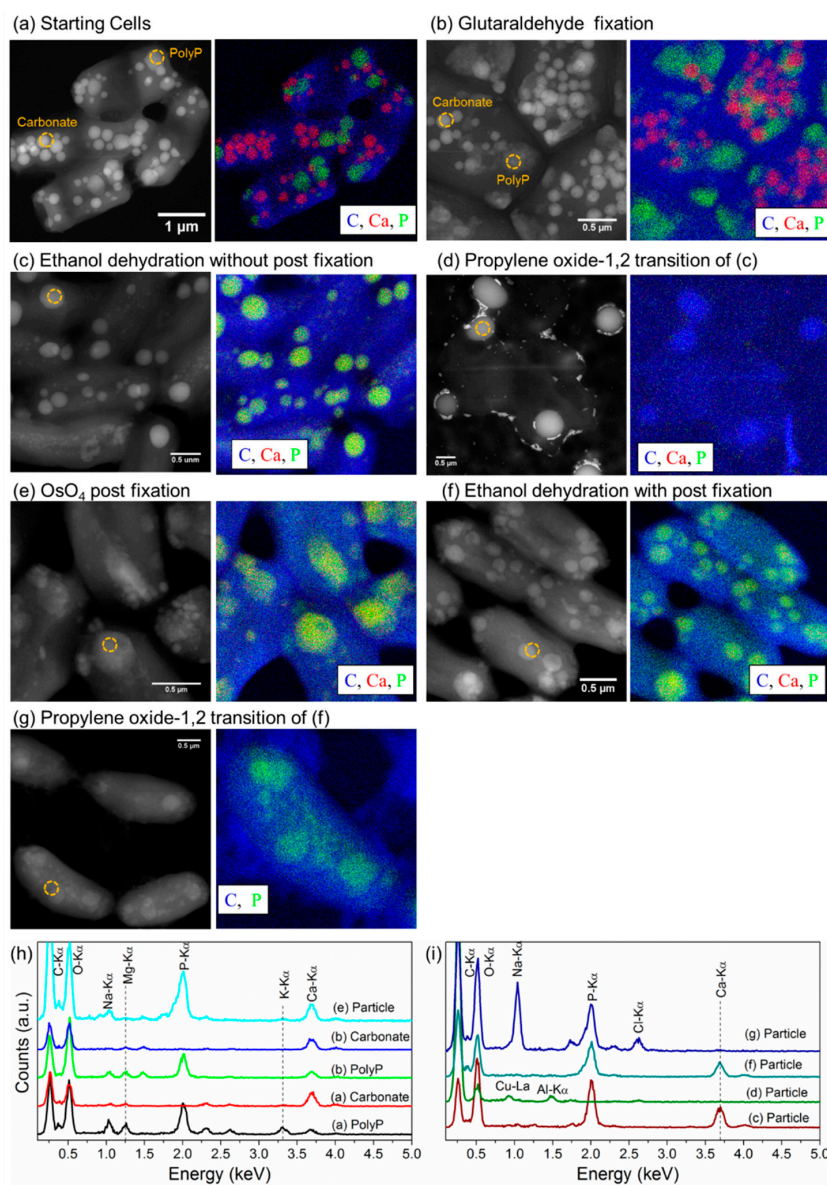 (a) Starting Cells
PolyP
Carbonate
1 µm
C, Ca, P
(b) Glutaraldehyde fixation
Carbonate
PolyP
0.5 µm
C, Ca, P
(c) Ethanol dehydration without post fixation
0.5 unm
C, Ca, P
(d) Propylene oxide-1,2 transition of (c)
0.5 µm
C, Ca, P
(e) OsO₄ post fixation
0.5 µm
C, Ca, P
(f) Ethanol dehydration with post fixation
0.5 µm
C, Ca, P
(g) Propylene oxide-1,2 transition of (f)
0.5 µm
C, P
(h)
C-Kα
O-Kα
Na-Kα
Mg-Kα
P-Kα
K-Kα
Ca-Kα
(e) Particle
(b) Carbonate
(b) PolyP
(a) Carbonate
(a) PolyP
Counts (a.u.)
0.5 1.0 1.5 2.0 2.5 3.0 3.5 4.0 4.5 5.0
Energy (keV)
(i)
C-Kα
O-Kα
Na-Kα
P-Kα
Cl-Kα
Ca-Kα
(g) Particle
(f) Particle
Cu-La
Al-Kα
(d) Particle
(c) Particle
0.5 1.0 1.5 2.0 2.5 3.0 3.5 4.0 4.5 5.0
Energy (keV)